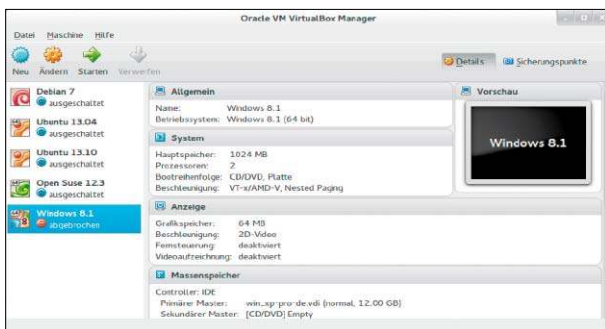 Oracle VM VirtualBox Manager
Datei Maschine Hilfe
Neu Ändern Starten Verwerfen
Details Sicherungspunkte
Debian 7
ausgeschaltet
Ubuntu 13.04
ausgeschaltet
Ubuntu 13.10
ausgeschaltet
Open Suse 12.3
ausgeschaltet
Windows 8.1
abgebrochen
Allgemein
Name: Windows 8.1
Betriebssystem: Windows 8.1 (64 bit)
System
Hauptspeicher: 1024 MB
Prozessoren: 2
Bootreihenfolge: CD/DVD, Platte
Beschleunigung: VT-x/AMD-V, Nested Paging
Anzeige
Grafikspeicher: 64 MB
Beschleunigung: 2D-Video
Fernsteuerung: deaktiviert
Videoaufzeichnung: deaktiviert
Massenspeicher
Controller: IDE
Primärer Master: win_xp-pro-de.vdi (normal, 12.00 GB)
Sekundärer Master: [CD/DVD] Empty
Vorschau
Windows 8.1